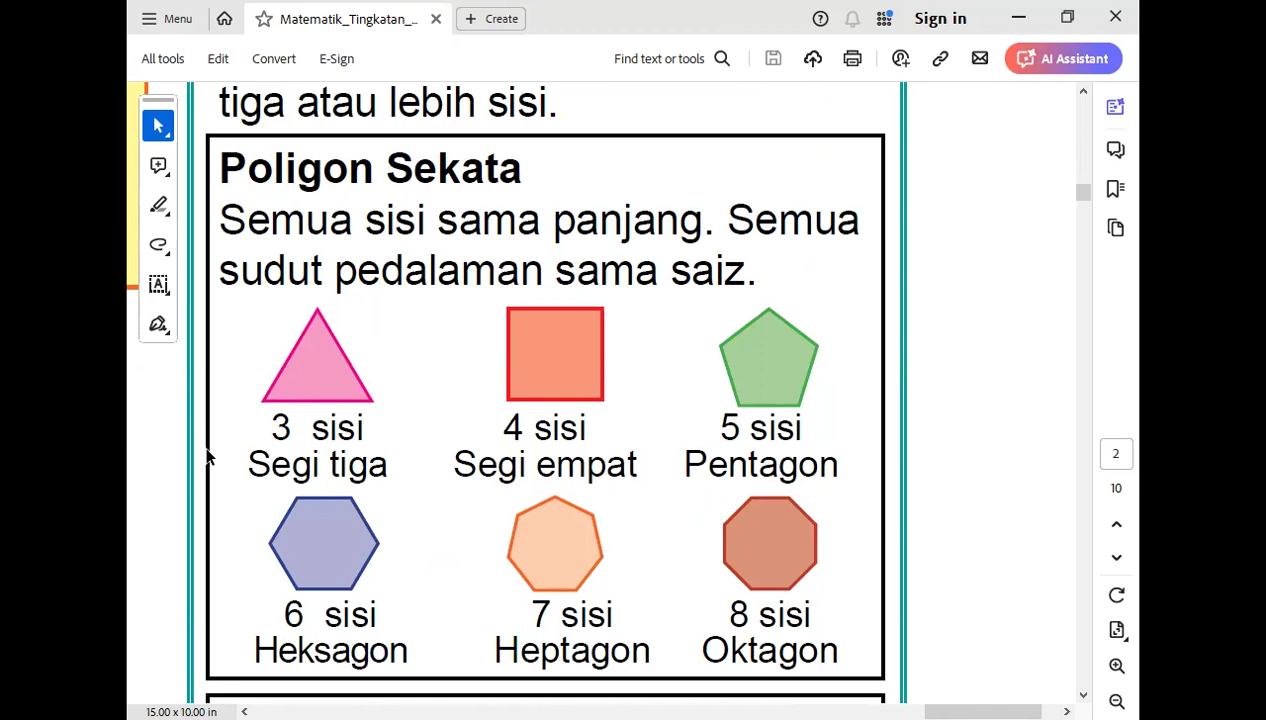 Menu
Matematik_Tingkatan_...
Create
Sign in
All tools
Edit
Convert
E-Sign
Find text or tools
AI Assistant
tiga atau lebih sisi.
Poligon Sekata
Semua sisi sama panjang. Semua
sudut pedalaman sama saiz.
3 sisi
4 sisi
5 sisi
Segi tiga
Segi empat
Pentagon
6 sisi
7 sisi
8 sisi
Heksagon
Heptagon
Oktagon
2
10
15.00 x 10.00 in